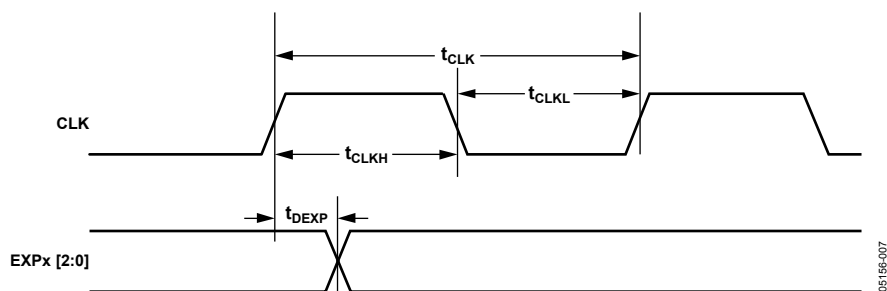 tCLK
tCLKL
CLK
tCLKH
tDEXP
EXPx [2:0]
05156-007